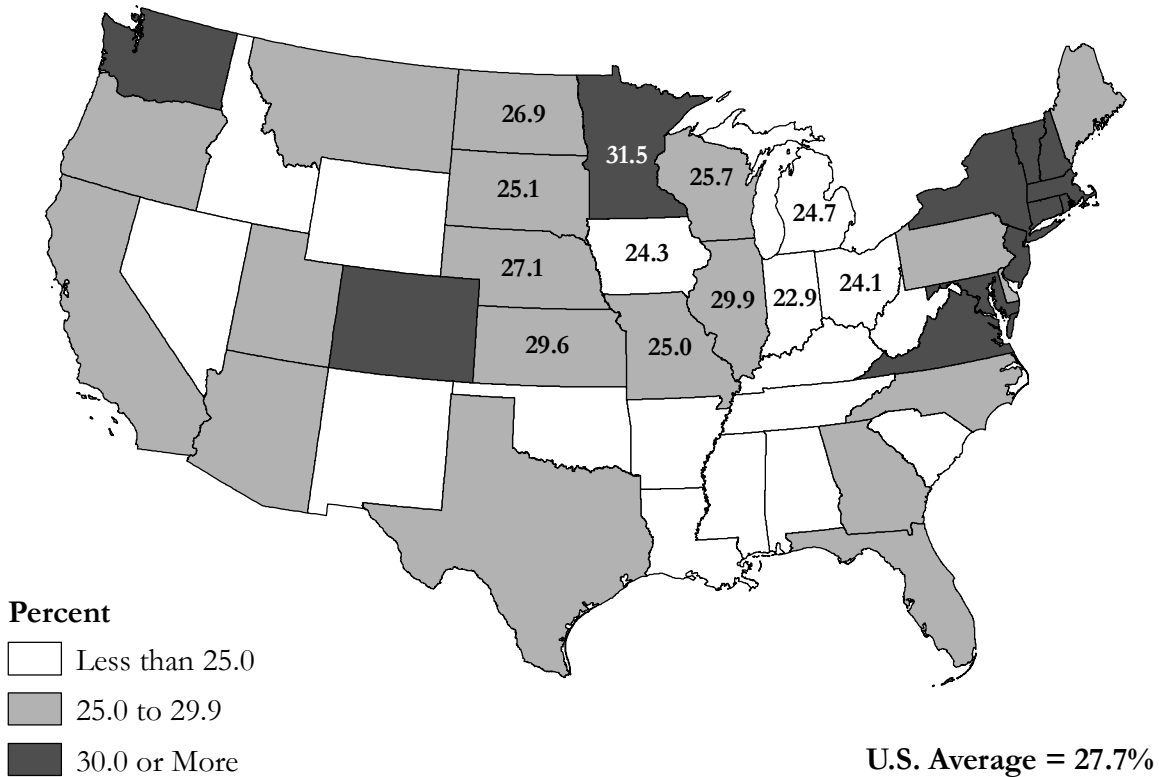 26.9
31.5
25.7
25.1
24.7
24.3
27.1
24.1
29.9
22.9
29.6
25.0
Percent
Less than 25.0
25.0 to 29.9
30.0 or More
U.S. Average = 27.7%